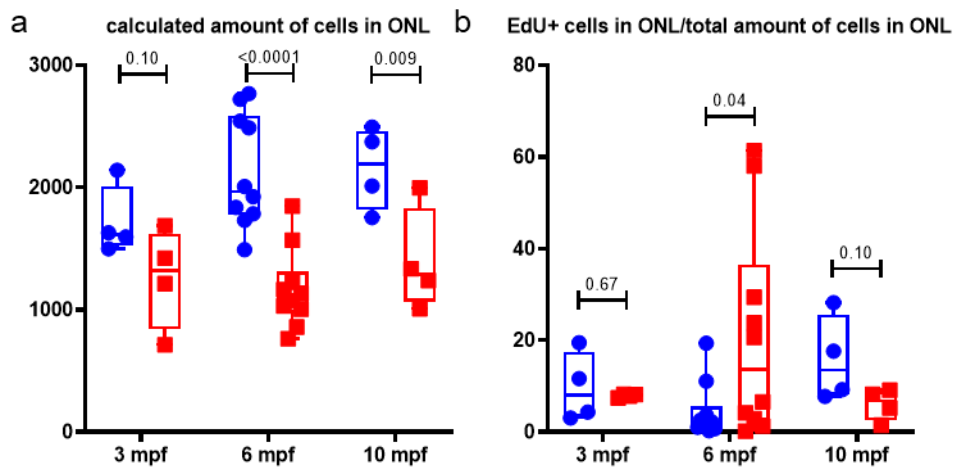 a
calculated amount of cells in ONL
3000
2000
1000
0
0.10
<0.0001
0.009
3 mpf
6 mpf
10 mpf
b
EdU+ cells in ONL/total amount of cells in ONL
80
60
40
20
0
0.67
0.04
0.10
3 mpf
6 mpf
10 mpf